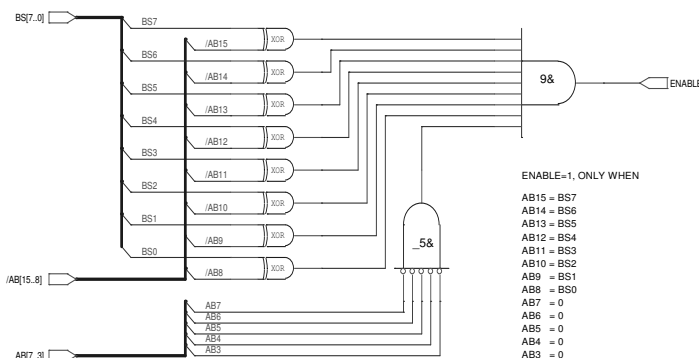 BS[7..0]
BS7
/AB15
XOR
BS6
/AB14
XOR
BS5
/AB13
XOR
BS4
/AB12
XOR
BS3
/AB11
XOR
BS2
/AB10
XOR
BS1
/AB9
XOR
BS0
/AB8
XOR
9&
ENABLE
_5&
/AB[15..8]
AB7
AB6
AB5
AB4
AB3
AB[7..3]
ENABLE=1, ONLY WHEN
AB15 = BS7
AB14 = BS6
AB13 = BS5
AB12 = BS4
AB11 = BS3
AB10 = BS2
AB9 = BS1
AB8 = BS0
AB7 = 0
AB6 = 0
AB5 = 0
AB4 = 0
AB3 = 0